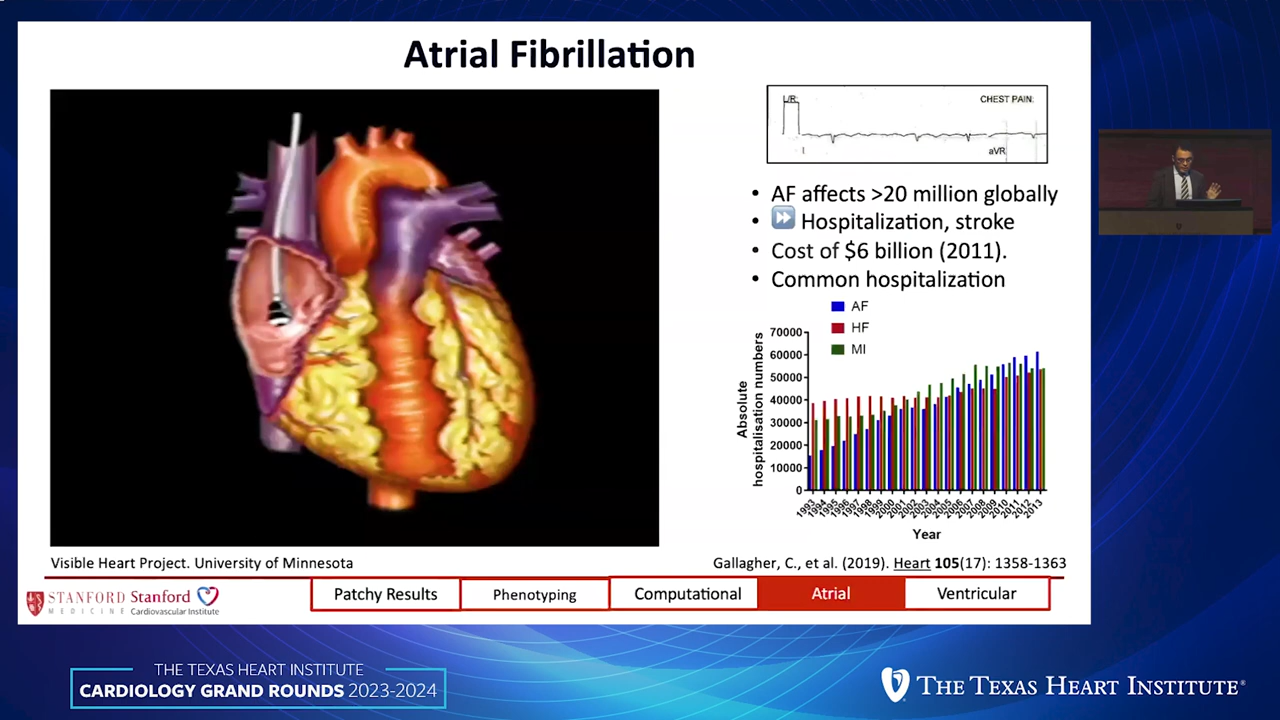 Atrial Fibrillation
L/R:
CHEST PAIN:
I
aVR
• AF affects >20 million globally
• ⏩ Hospitalization, stroke
• Cost of $6 billion (2011).
• Common hospitalization
AF
HF
MI
Absolute
hospitalisation numbers
70000
60000
50000
40000
30000
20000
10000
0
1993
1994
1995
1996
1997
1998
1999
2000
2001
2002
2003
2004
2005
2006
2007
2008
2009
2010
2011
2012
2013
Year
Visible Heart Project. University of Minnesota
Gallagher, C., et al. (2019). Heart 105(17): 1358-1363
STANFORD
MEDICINE
Stanford
Cardiovascular Institute
Patchy Results
Phenotyping
Computational
Atrial
Ventricular
THE TEXAS HEART INSTITUTE
CARDIOLOGY GRAND ROUNDS 2023-2024
THE TEXAS HEART INSTITUTE®